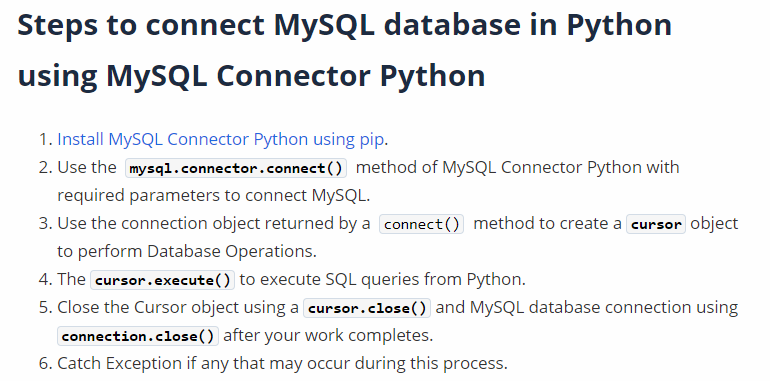 Steps to connect MySQL database in Python
using MySQL Connector Python
1. Install MySQL Connector Python using pip.
2. Use the mysql.connector.connect() method of MySQL Connector Python with
required parameters to connect MySQL.
3. Use the connection object returned by a connect() method to create a cursor object
to perform Database Operations.
4. The cursor.execute() to execute SQL queries from Python.
5. Close the Cursor object using a cursor.close() and MySQL database connection using
connection.close() after your work completes.
6. Catch Exception if any that may occur during this process.